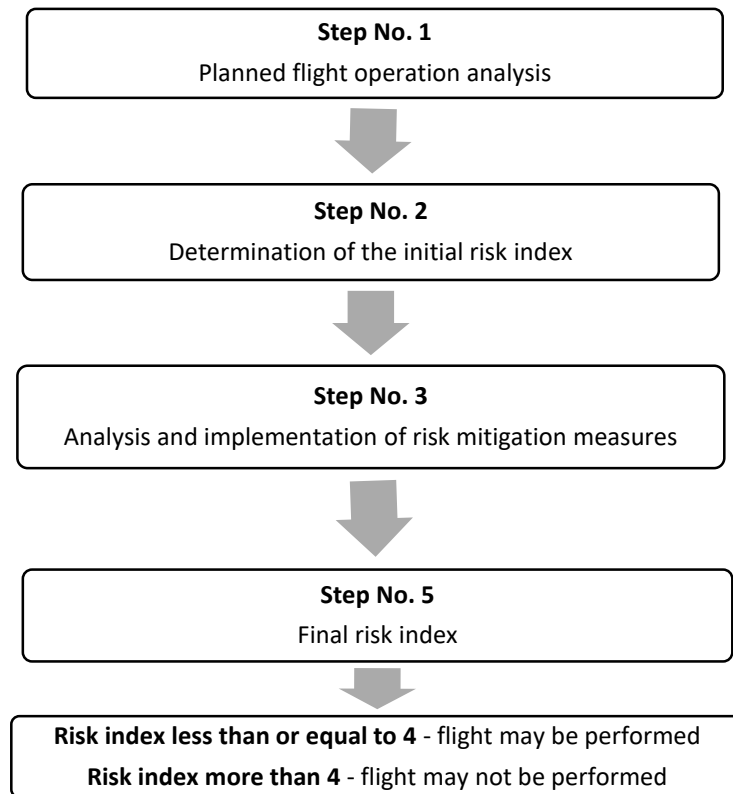 Step No. 1
Planned flight operation analysis
Step No. 2
Determination of the initial risk index
Step No. 3
Analysis and implementation of risk mitigation measures
Step No. 5
Final risk index
Risk index less than or equal to 4 - flight may be performed
Risk index more than 4 - flight may not be performed